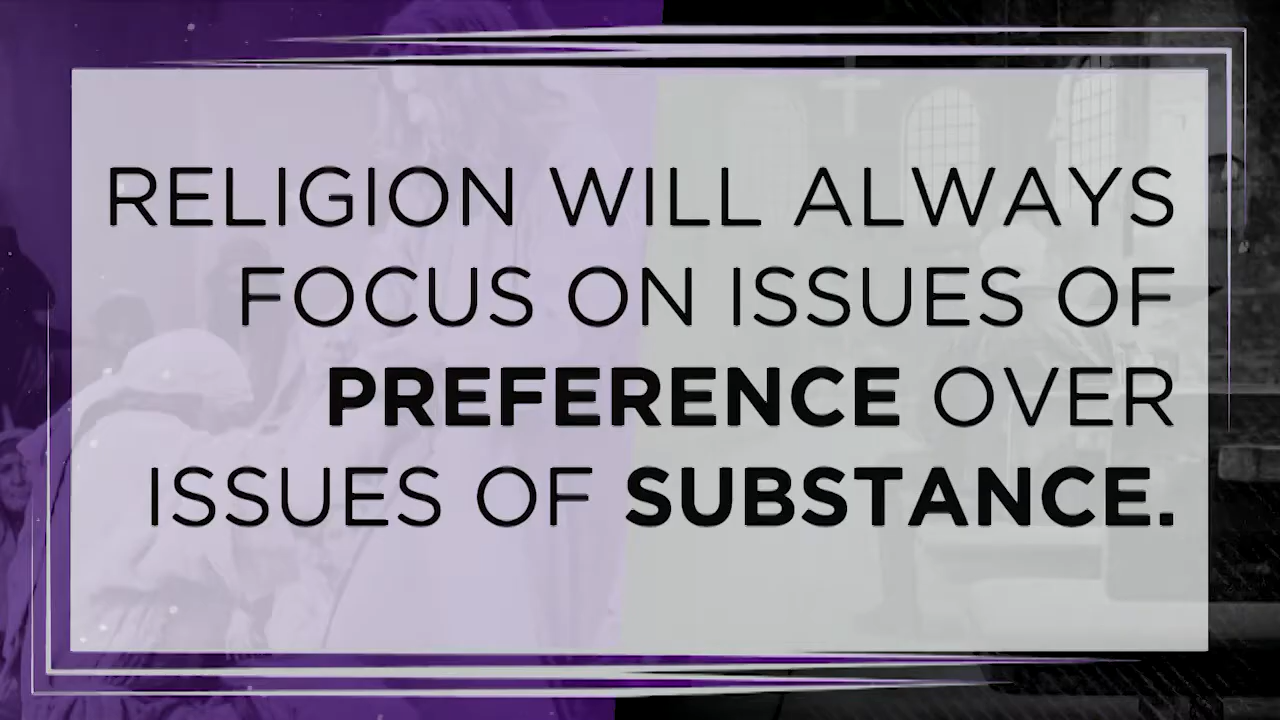 RELIGION WILL ALWAYS
FOCUS ON ISSUES OF
PREFERENCE OVER
ISSUES OF SUBSTANCE.